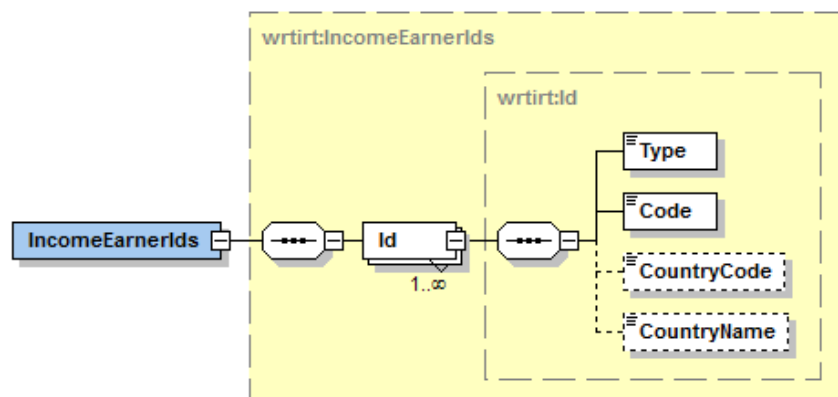 wrtirt:IncomeEarnerIds
wrtirt:Id
Type
Code
IncomeEarnerIds
Id
CountryCode
1..∞
CountryName